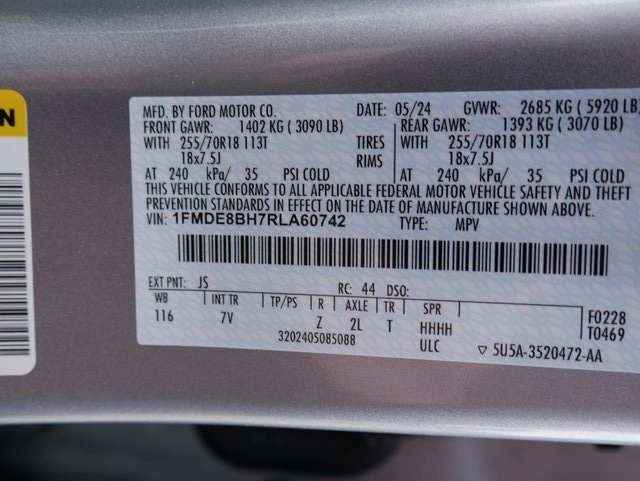 N
MFD. BY FORD MOTOR CO. DATE: 05/24 GVWR: 2685 KG ( 5920 LB)
FRONT GAWR: 1402 KG ( 3090 LB) REAR GAWR: 1393 KG ( 3070 LB)
WITH 255/70R18 113T TIRES WITH 255/70R18 113T
18x7.5J RIMS 18x7.5J
AT 240 kPa/ 35 PSI COLD AT 240 kPa/ 35 PSI COLD
THIS VEHICLE CONFORMS TO ALL APPLICABLE FEDERAL MOTOR VEHICLE SAFETY AND THEFT
PREVENTION STANDARDS IN EFFECT ON THE DATE OF MANUFACTURE SHOWN ABOVE.
VIN: 1FMDE8BH7RLA60742 TYPE: MPV
EXT PNT: JS RC: 44 DSO:
WB INT TR TP/PS R AXLE TR SPR F0228
116 7V Z 2L T HHHH T0469
3202405085088 ULC ▽ 5U5A-3520472-AA